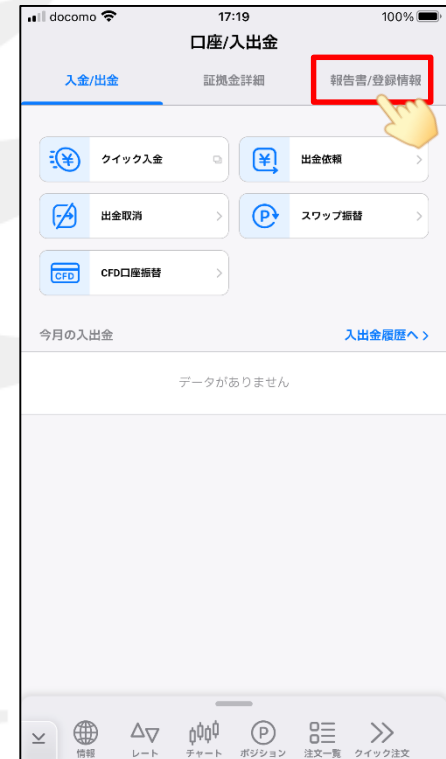 docomo 17:19 100%
口座/入出金
入金/出金 証拠金詳細 報告書/登録情報
クイック入金 出金依頼
出金取消 スワップ振替
CFD CFD口座振替
今月の入出金 入出金履歴へ
データがありません
情報 レート チャート ポジション 注文一覧 クイック注文